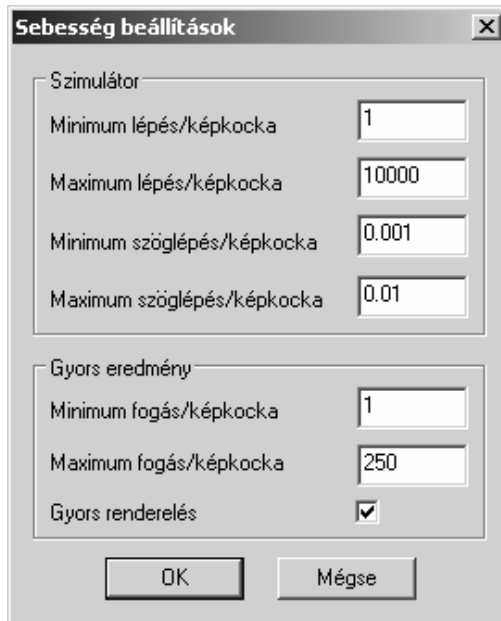 Sebesség beállítások
Szimulátor
Minimum lépés/képkocka 1
Maximum lépés/képkocka 10000
Minimum szöglépés/képkocka 0.001
Maximum szöglépés/képkocka 0.01
Gyors eredmény
Minimum fogás/képkocka 1
Maximum fogás/képkocka 250
Gyors renderelés
OK Mégse